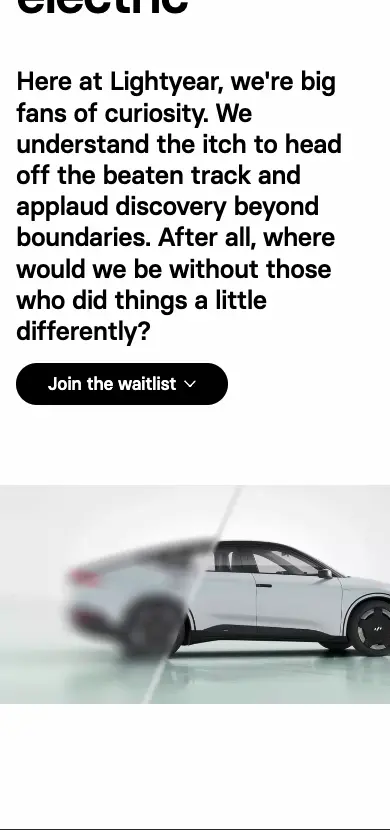 electric
Here at Lightyear, we're big
fans of curiosity. We
understand the itch to head
off the beaten track and
applaud discovery beyond
boundaries. After all, where
would we be without those
who did things a little
differently?
Join the waitlist